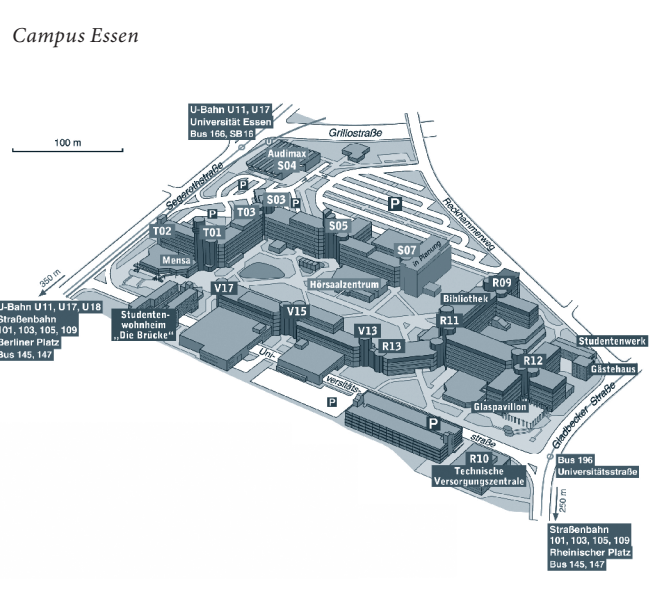 Campus Essen
U-Bahn U11, U17
Universität Essen
Bus 166, SB16
100 m
Grillostraße
Audimax
S04
Segerothstraße
P
S03
P
P
T03
P
Reckhammerweg
T02
T01
S05
S07
in Planung
Mensa
350 m
V17
Hörsaalzentrum
R09
Bibliothek
U-Bahn U11, U17, U18
Straßenbahn
101, 103, 105, 109
Berliner Platz
Bus 145, 147
Studenten-
wohnheim
„Die Brücke“
V15
V13
R11
R13
Studentenwerk
Uni-
R12
Gästehaus
versitäts-
P
Glaspavillon
P
straße
Gladbecker Straße
R10
Technische
Versorgungszentrale
Bus 196
Universitätsstraße
250 m
Straßenbahn
101, 103, 105, 109
Rheinischer Platz
Bus 145, 147